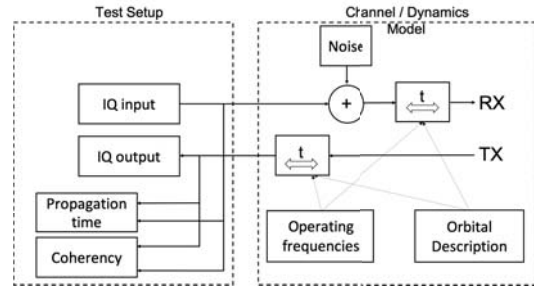 Test Setup
Channel / Dynamics
Model
Noise
IQ input
+
t
RX
IQ output
t
TX
Propagation
time
Coherency
Operating
frequencies
Orbital
Description